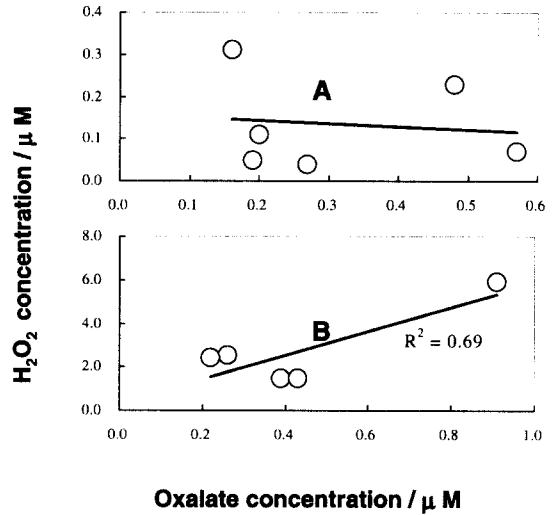 0.4
A
0.3
0.2
0.1
0.0
0.0 0.1 0.2 0.3 0.4 0.5 0.6
H₂O₂ concentration / μ M
8.0
6.0
B
4.0
R² = 0.69
2.0
0.0
0.0 0.2 0.4 0.6 0.8 1.0
Oxalate concentration / μ M